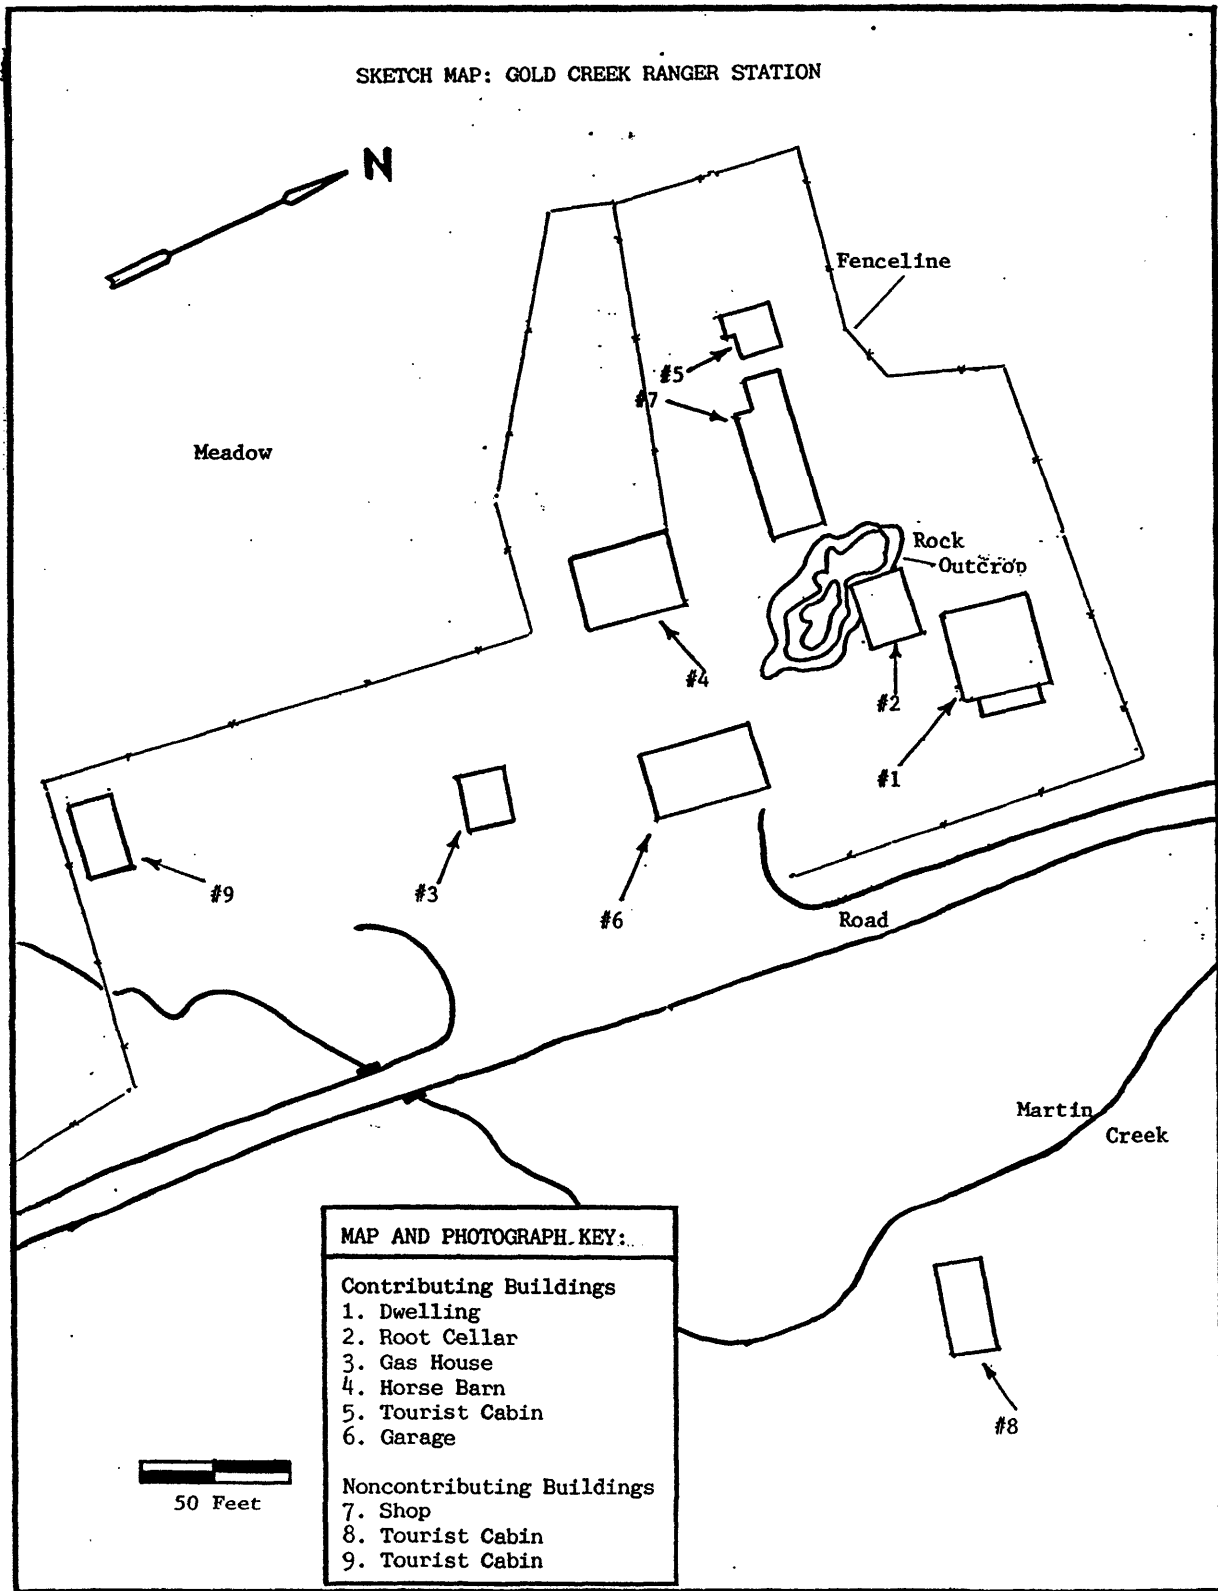 SKETCH MAP: GOLD CREEK RANGER STATION
N
Fenceline
#5
#7
Meadow
Rock
Outcrop
#4
#2
#1
#9
#3
#6
Road
Martin
Creek
MAP AND PHOTOGRAPH KEY:
Contributing Buildings
1. Dwelling
2. Root Cellar
3. Gas House
4. Horse Barn
5. Tourist Cabin
6. Garage
Noncontributing Buildings
7. Shop
8. Tourist Cabin
9. Tourist Cabin
#8
50 Feet